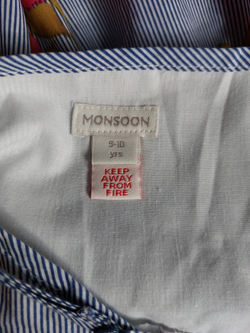 MONSOON
9-10
yrs
KEEP
AWAY
FROM
FIRE